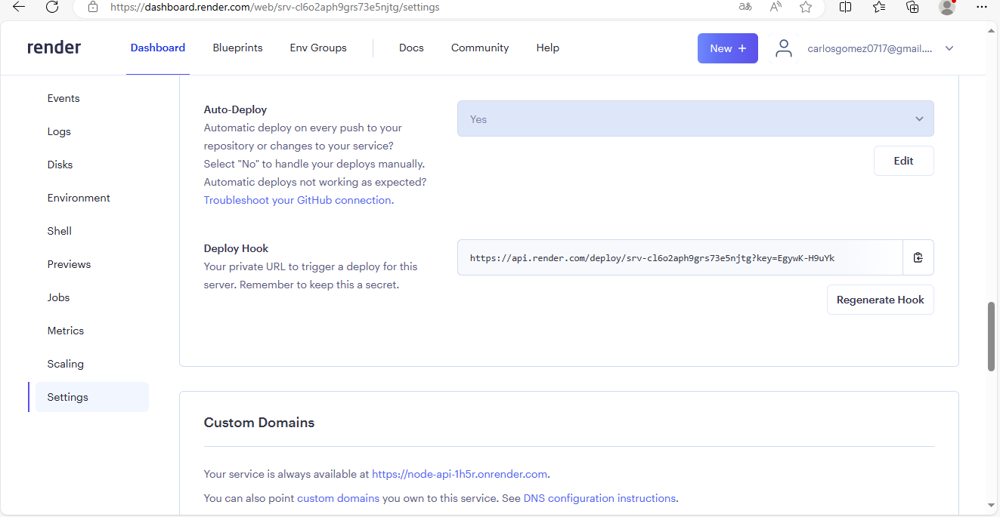 https://dashboard.render.com/web/srv-cl6o2aph9grs73e5njtg/settings
render
Dashboard
Blueprints
Env Groups
Docs
Community
Help
New +
carlosgomez0717@gmail....
Events
Logs
Disks
Environment
Shell
Previews
Jobs
Metrics
Scaling
Settings
Auto-Deploy
Automatic deploy on every push to your
repository or changes to your service?
Select "No" to handle your deploys manually.
Automatic deploys not working as expected?
Troubleshoot your GitHub connection.
Yes
Edit
Deploy Hook
Your private URL to trigger a deploy for this
server. Remember to keep this a secret.
https://api.render.com/deploy/srv-cl6o2aph9grs73e5njtg?key=EgywK-H9uYk
Regenerate Hook
Custom Domains
Your service is always available at https://node-api-1h5r.onrender.com.
You can also point custom domains you own to this service. See DNS configuration instructions.